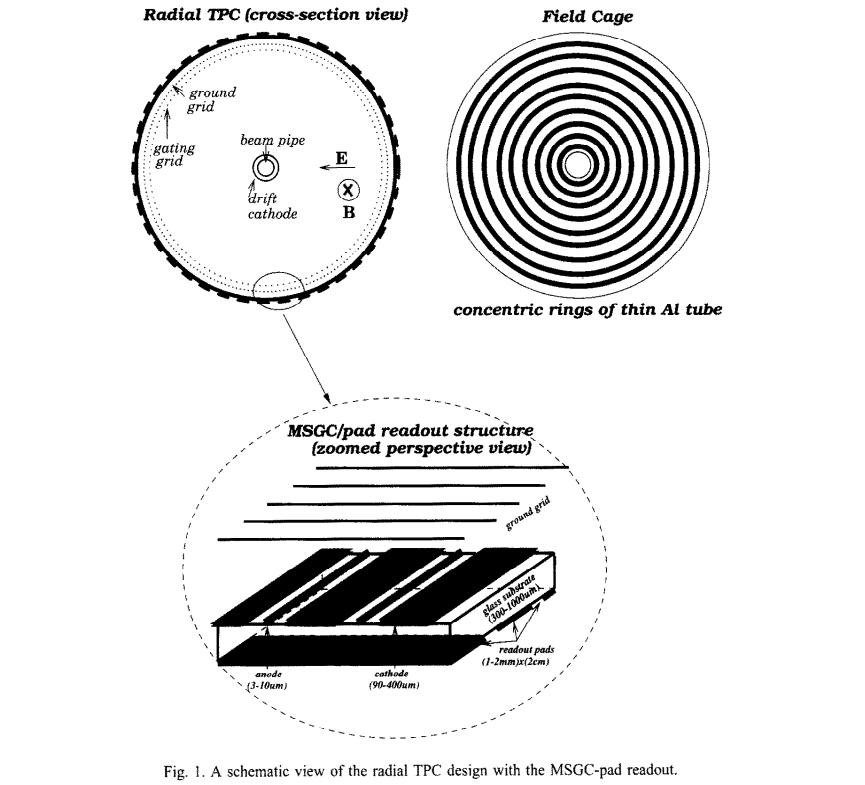 Radial TPC (cross-section view)
Field Cage
ground
grid
gating
grid
beam pipe
E
drift
cathode
X
B
concentric rings of thin Al tube
MSGC/pad readout structure
(zoomed perspective view)
ground grid
glass substrate
(300-1000um)
readout pads
(1-2mm)x(2cm)
anode
(3-10um)
cathode
(90-400um)
Fig. 1. A schematic view of the radial TPC design with the MSGC-pad readout.